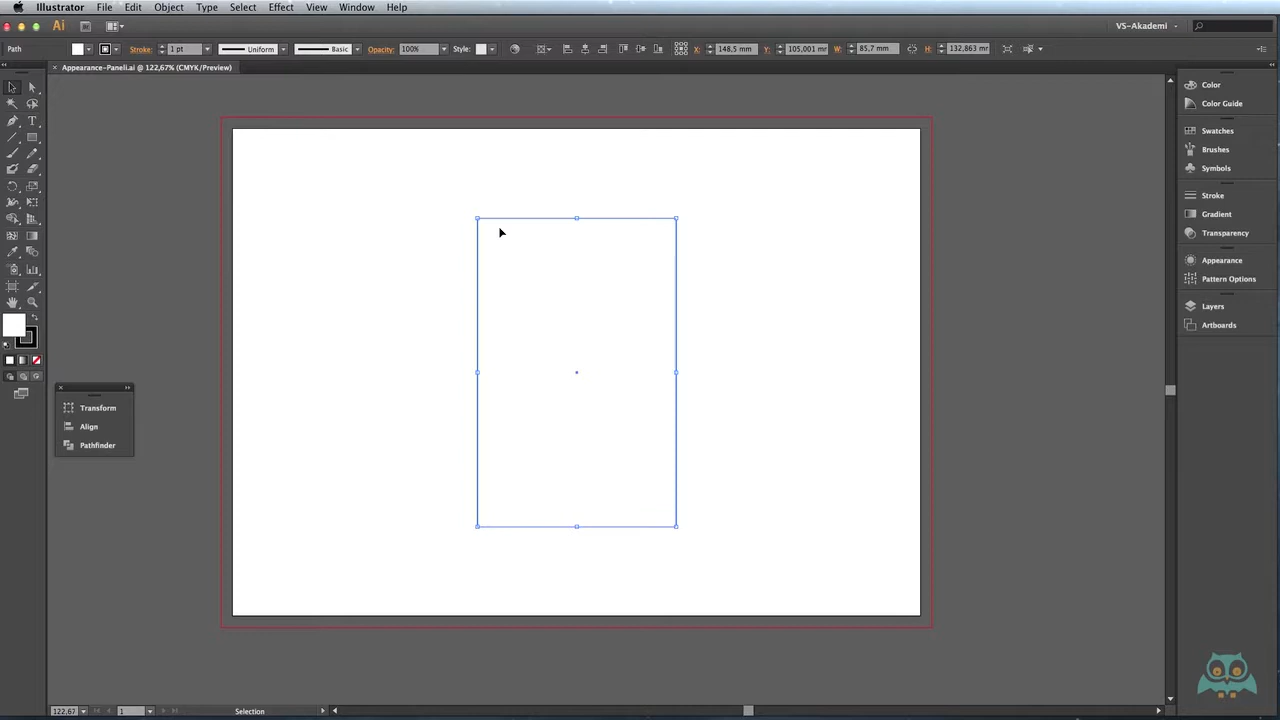 Illustrator File Edit Object Type Select Effect View Window Help
Ai VS-Akademi
Path Stroke: 1 pt Uniform Basic Opacity: 100% Style: X: 148,5 mm Y: 105,001 mm W: 85,7 mm H: 132,863 mm
Appearance-Paneli.ai @ 122,67% (CMYK/Preview)
Color
Color Guide
Swatches
Brushes
Symbols
Stroke
Gradient
Transparency
Appearance
Pattern Options
Layers
Artboards
Transform
Align
Pathfinder
122,67 1 Selection